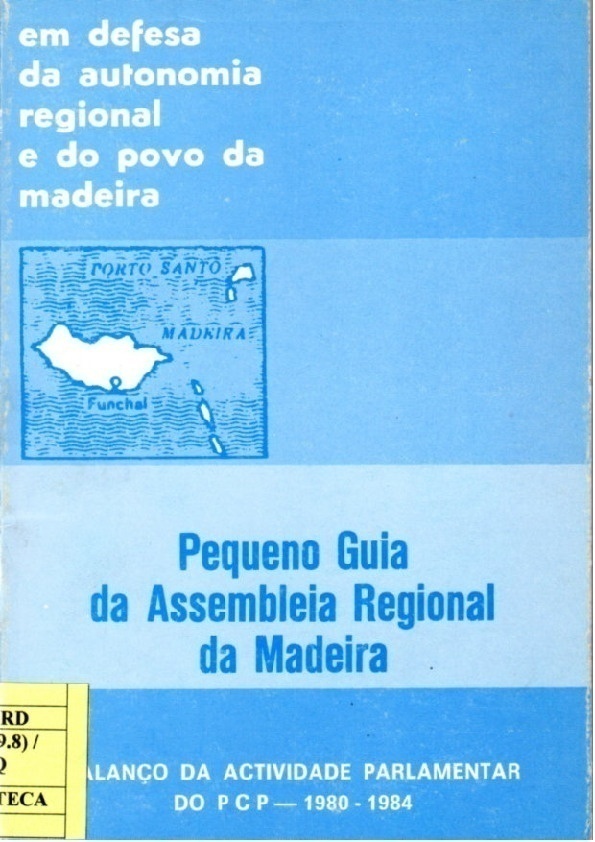 em defesa
da autonomia
regional
e do povo da
madeira
PORTO SANTO
MADEIRA
Funchal
Pequeno Guia
da Assembleia Regional
da Madeira
RD
9.8) /
Q
TECA
ALANÇO DA ACTIVIDADE PARLAMENTAR
DO PCP — 1980 - 1984